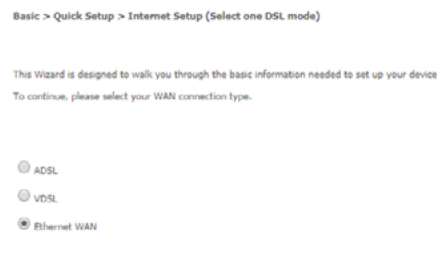 Basic > Quick Setup > Internet Setup (Select one DSL mode)
This Wizard is designed to walk you through the basic information needed to set up your device
To continue, please select your WAN connection type.
ADSL
VDSL
Ethernet WAN